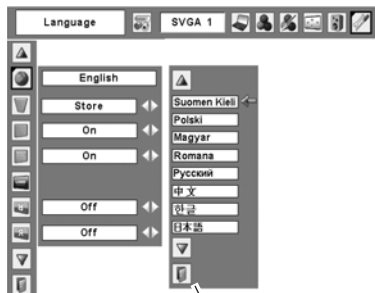 Language
SVGA 1
English
Store
On
On
Off
Off
Suomen Kieli
Polski
Magyar
Romana
Русский
中文
한글
日本語